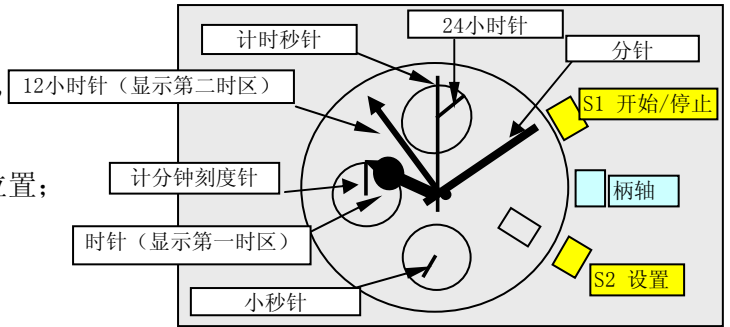 24小时针
计时秒针
分针
12小时针（显示第二时区）
S1 开始/停止
位置；
计分钟刻度针
柄轴
时针（显示第一时区）
S2 设置
小秒针